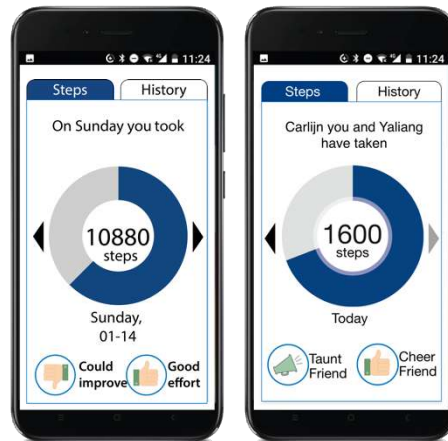 11:24
Steps
History
On Sunday you took
10880
steps
Sunday,
01-14
Could
improve
Good
effort
11:24
Steps
History
Carlijn you and Yaliang
have taken
1600
steps
Today
Taunt
Friend
Cheer
Friend